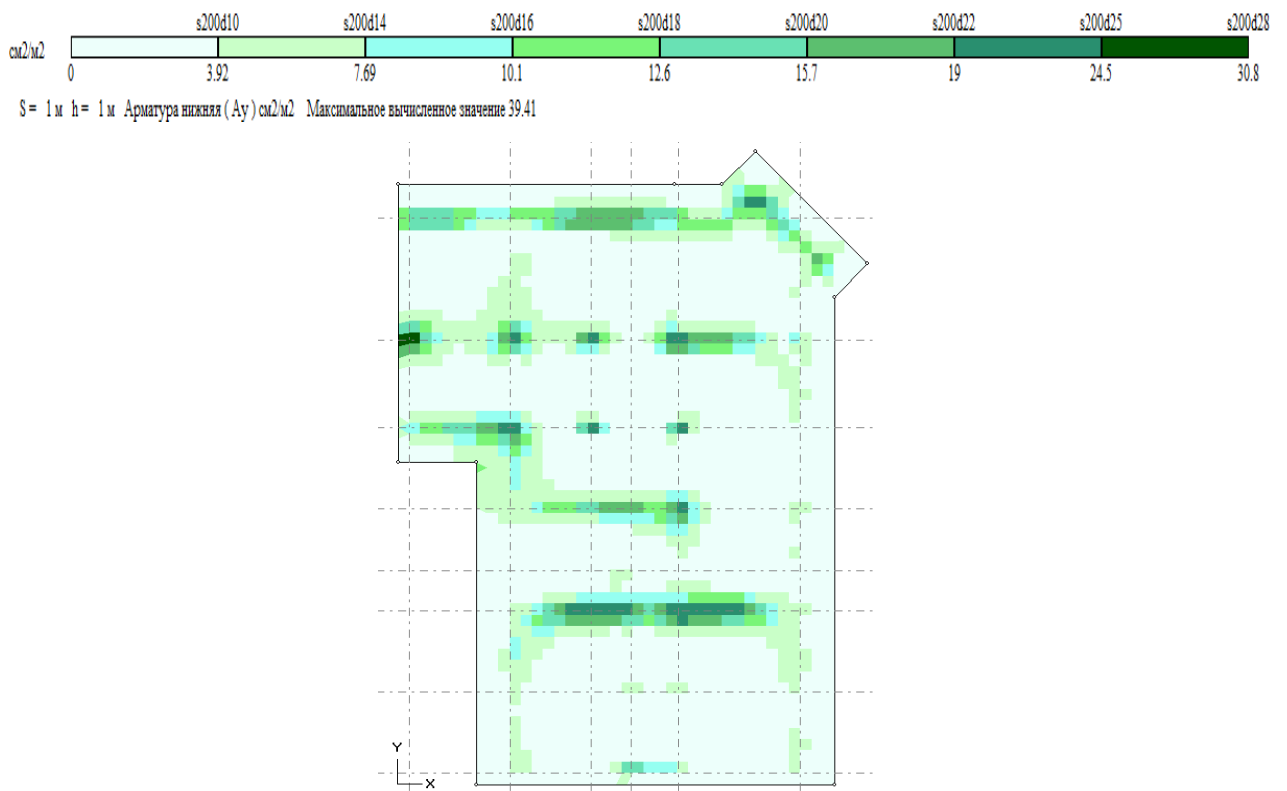 s200d10 s200d14 s200d16 s200d18 s200d20 s200d22 s200d25 s200d28
см2/м2
0 3.92 7.69 10.1 12.6 15.7 19 24.5 30.8
S = 1 м h = 1 м Арматура нижняя ( Ay ) см2/м2 Максимальное вычисленное значение 39.41
Y
X